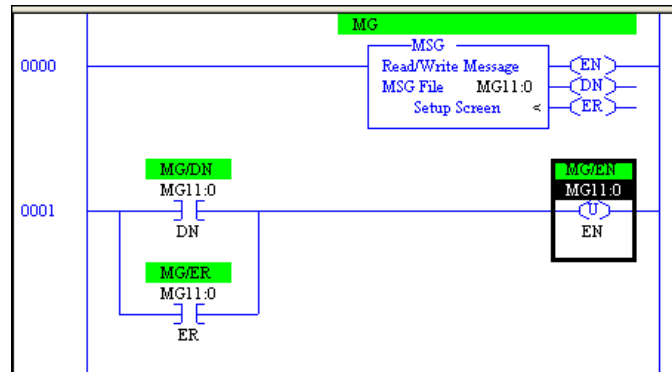 MG
MSG
0000
Read/Write Message
EN
MSG File MG11:0
DN
Setup Screen <
ER
MG/DN
MG/EN
MG11:0
MG11:0
0001
U
DN
EN
MG/ER
MG11:0
ER